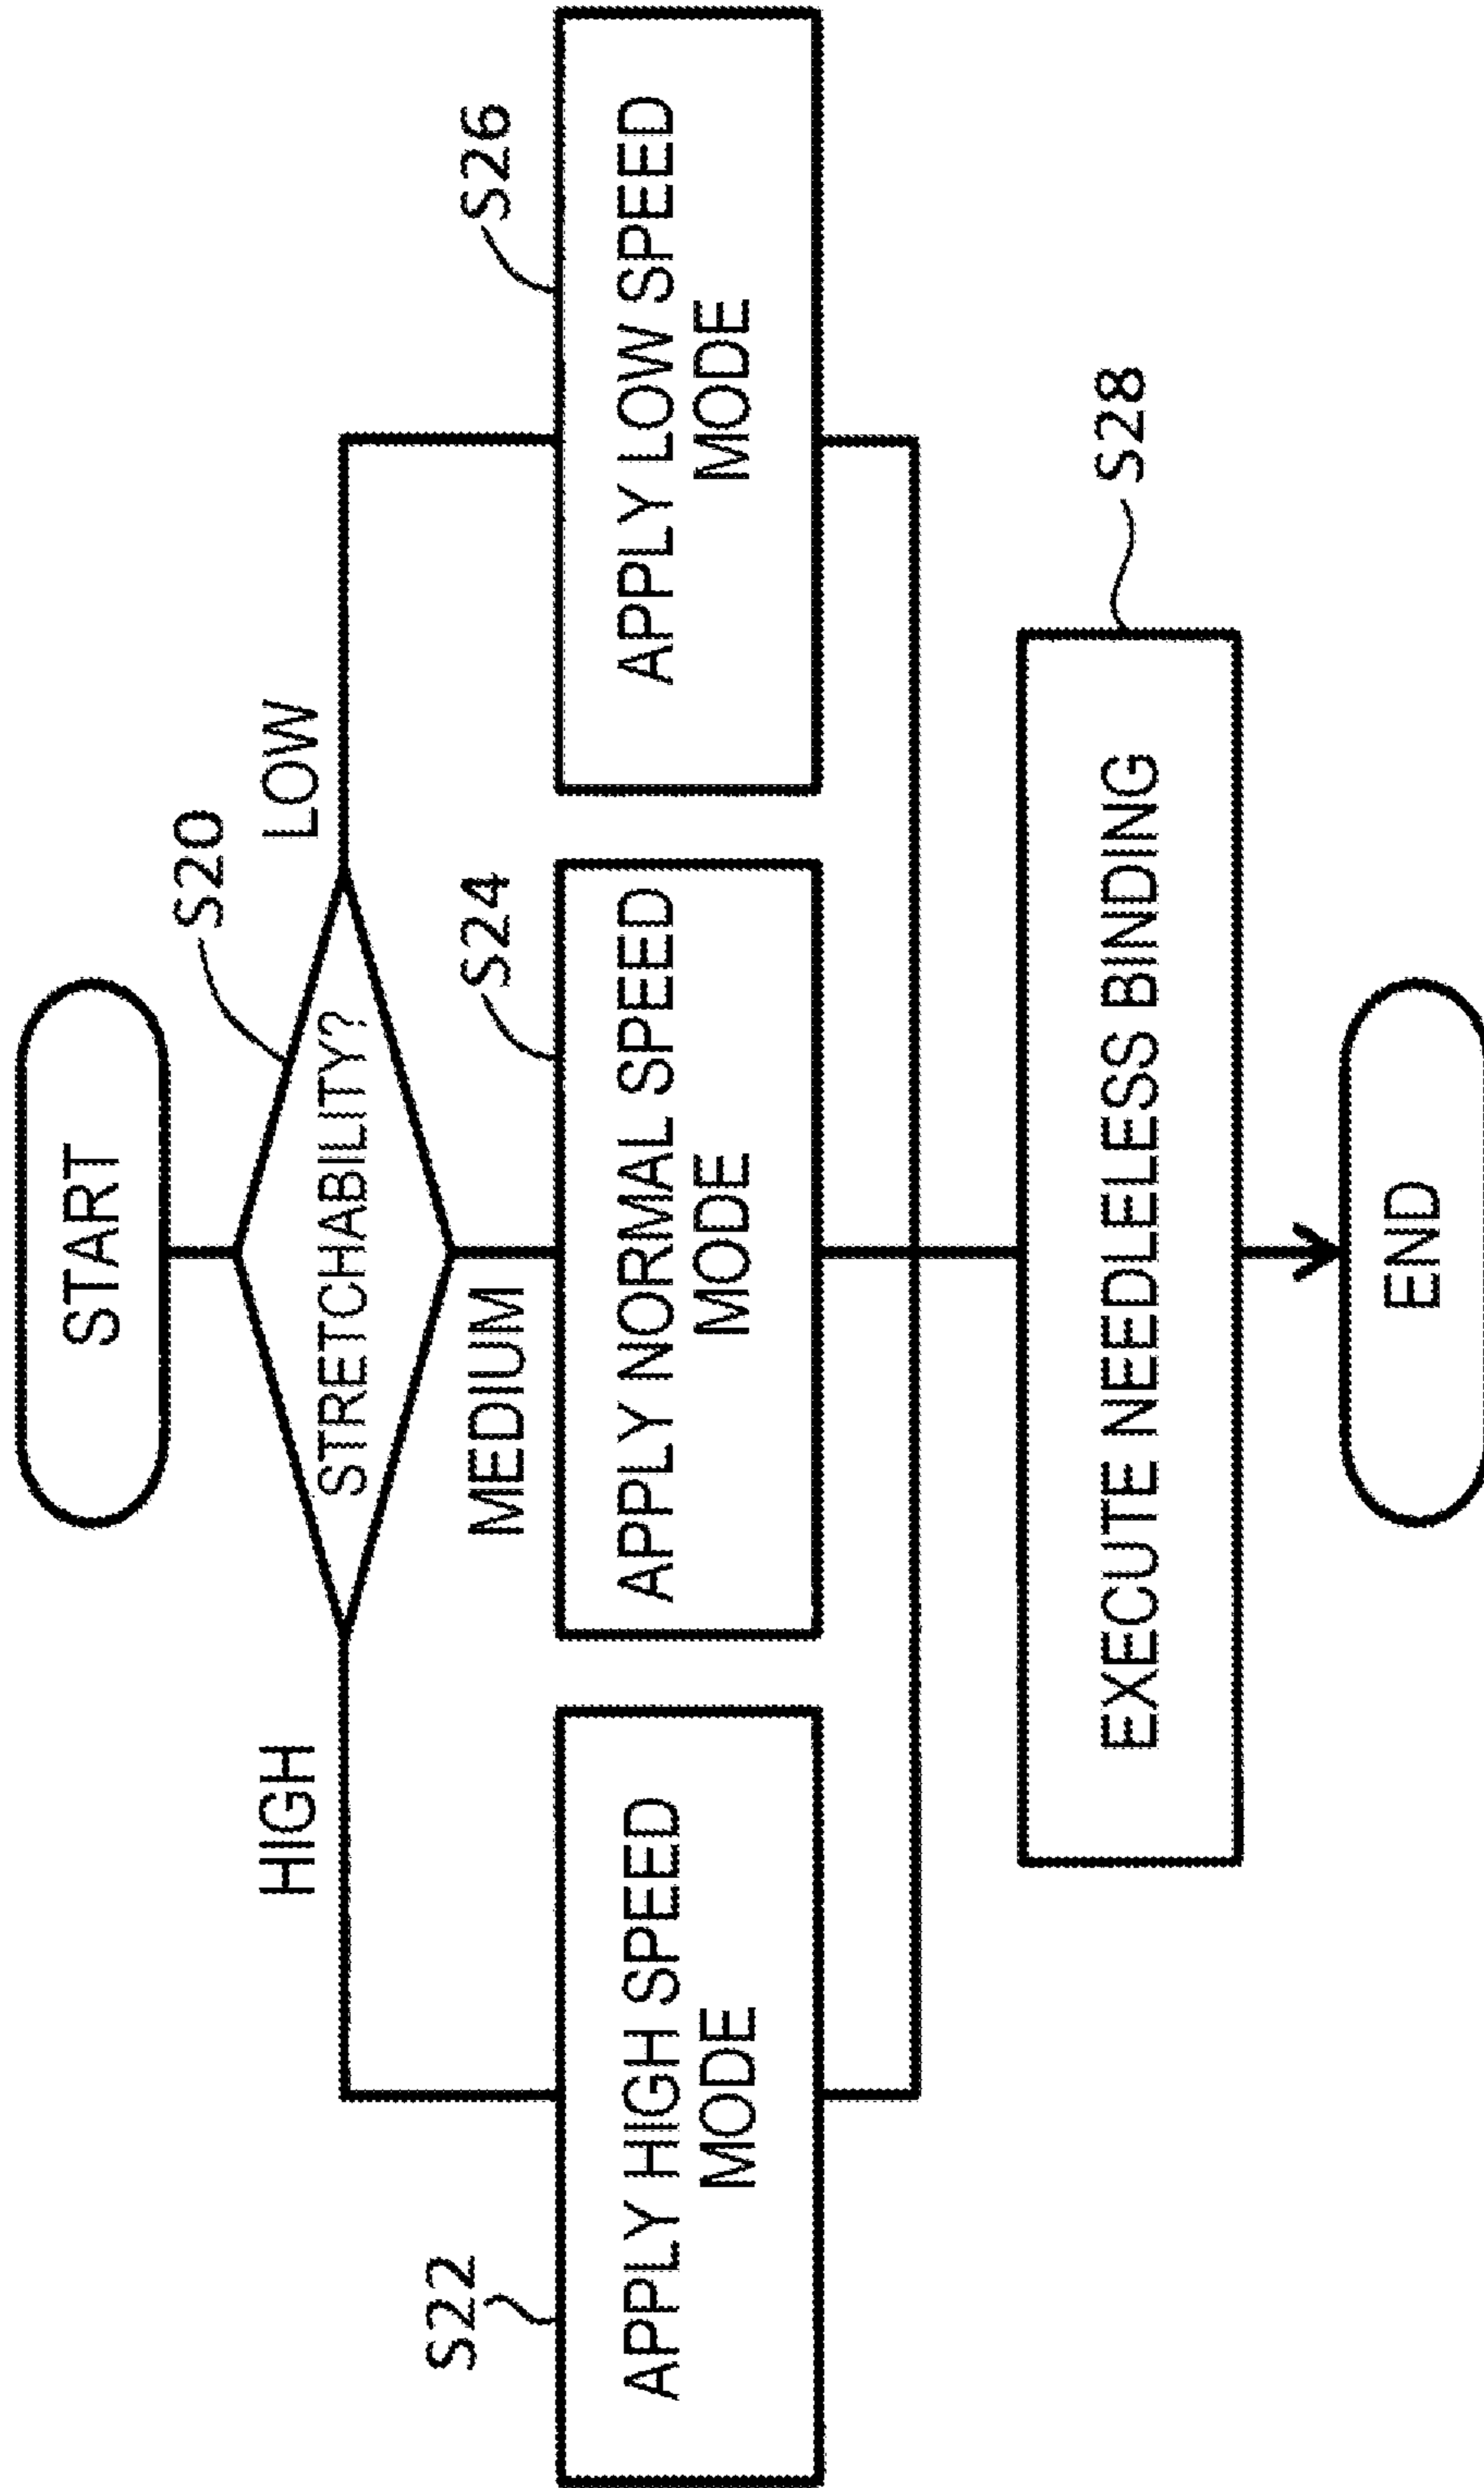 START
S20
STRETCHABILITY?
HIGH
LOW
MEDIUM
S22
S24
S26
APPLY HIGH SPEED
MODE
APPLY NORMAL SPEED
MODE
APPLY LOW SPEED
MODE
S28
EXECUTE NEEDLELESS BINDING
END